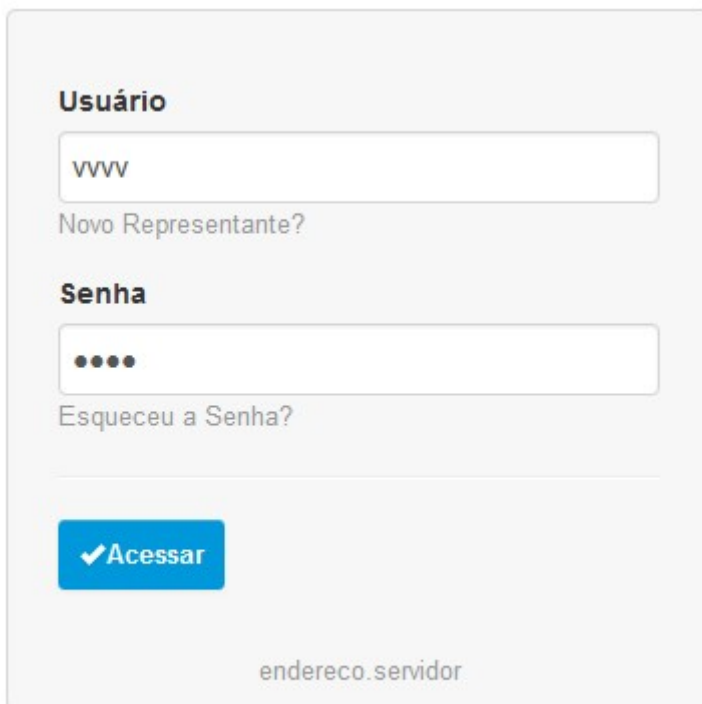 Usuário
vvvv
Novo Representante?
Senha
••••
Esqueceu a Senha?
✔Acessar
endereco.servidor